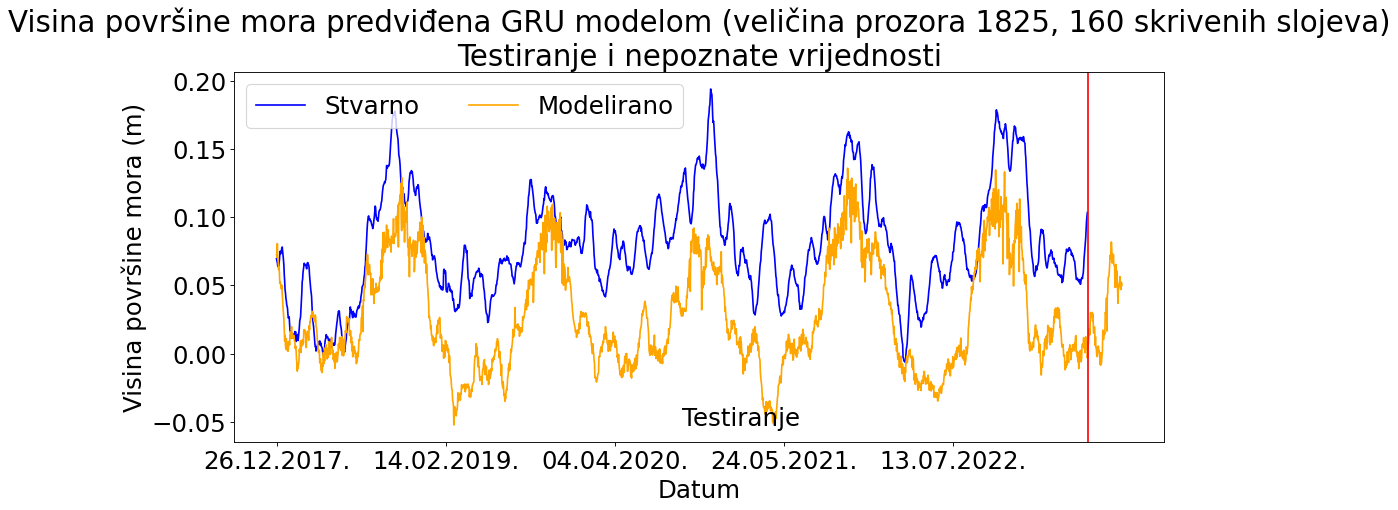 Visina površine mora predviđena GRU modelom (veličina prozora 1825, 160 skrivenih slojeva)
Testiranje i nepoznate vrijednosti
Stvarno Modelirano
Visina površine mora (m)
0.20
0.15
0.10
0.05
0.00
−0.05
Testiranje
26.12.2017. 14.02.2019. 04.04.2020. 24.05.2021. 13.07.2022.
Datum